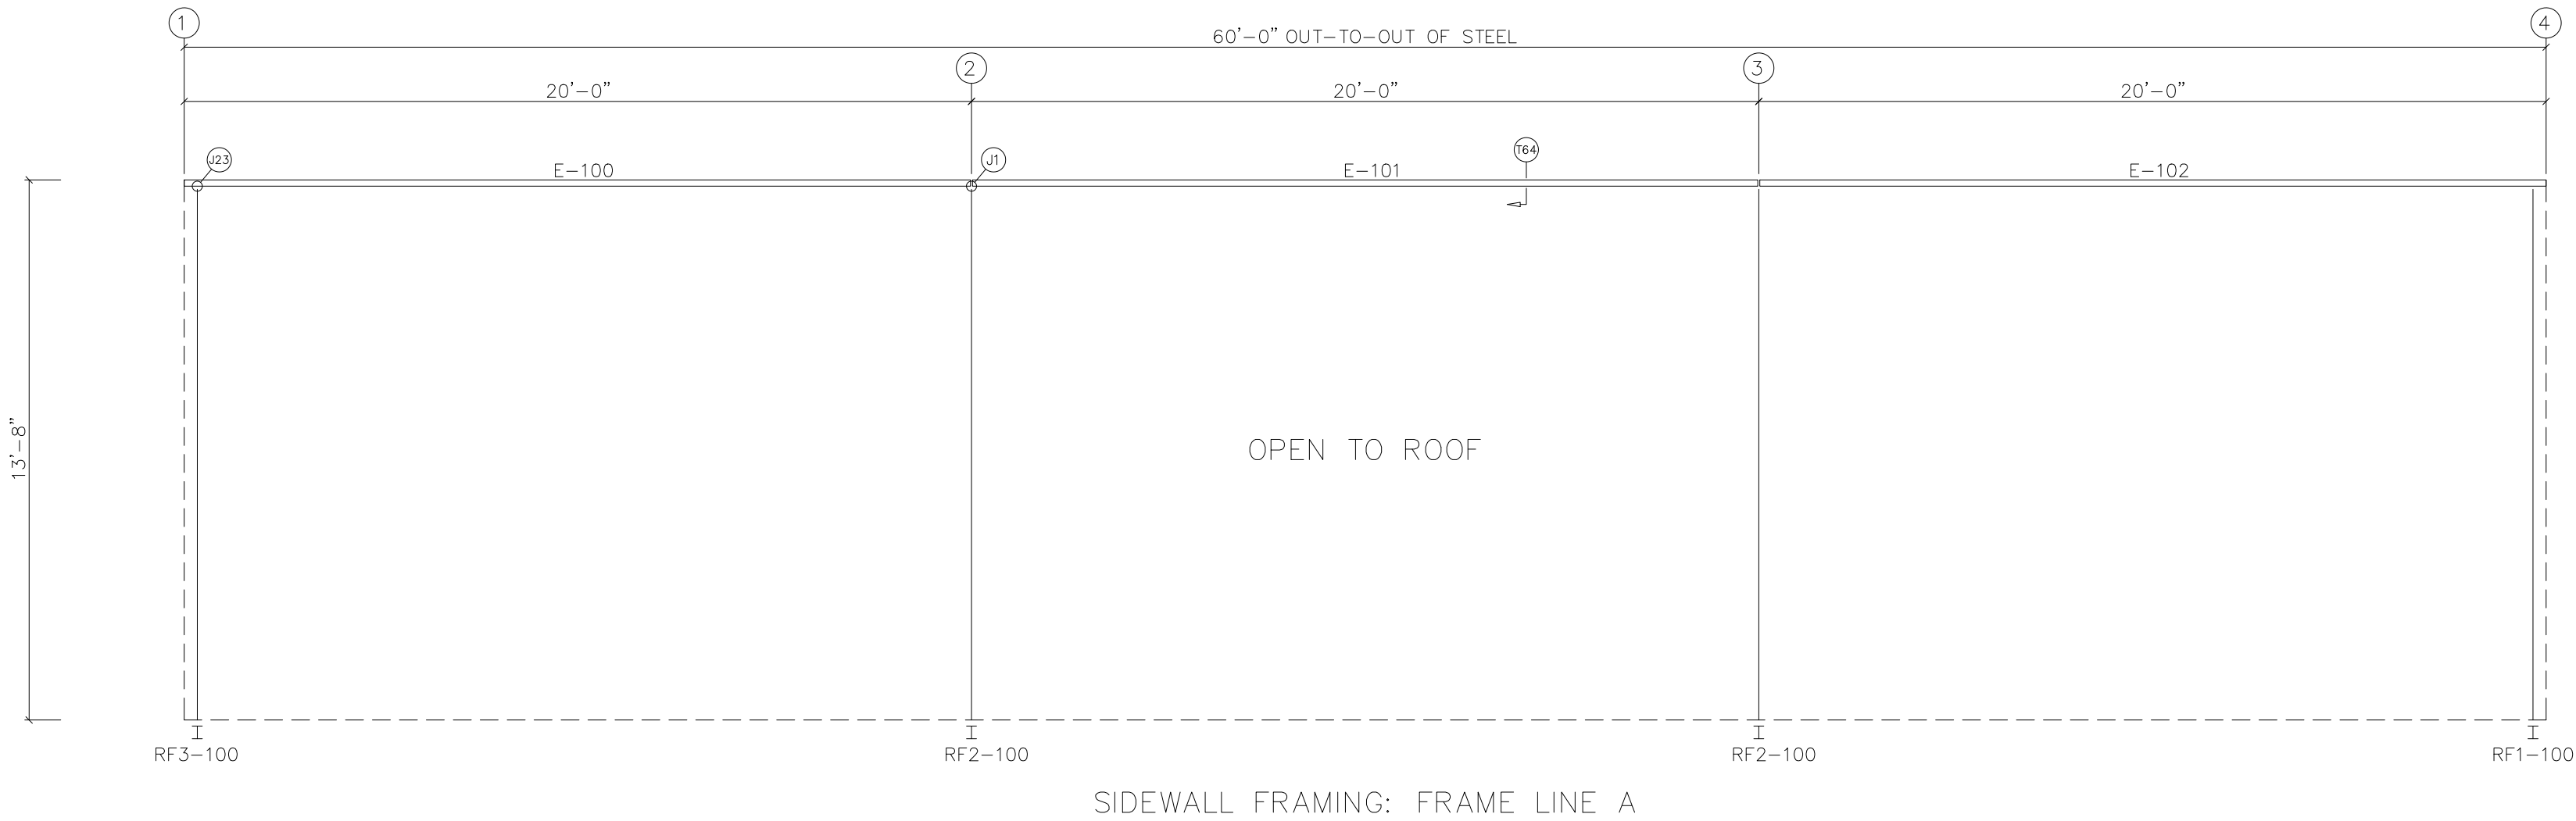 1
4
60'-0" OUT-TO-OUT OF STEEL
2
3
20'-0"
20'-0"
20'-0"
J23
J1
T64
E-100
E-101
E-102
13'-8"
OPEN TO ROOF
RF3-100
RF2-100
RF2-100
RF1-100
SIDEWALL FRAMING: FRAME LINE A